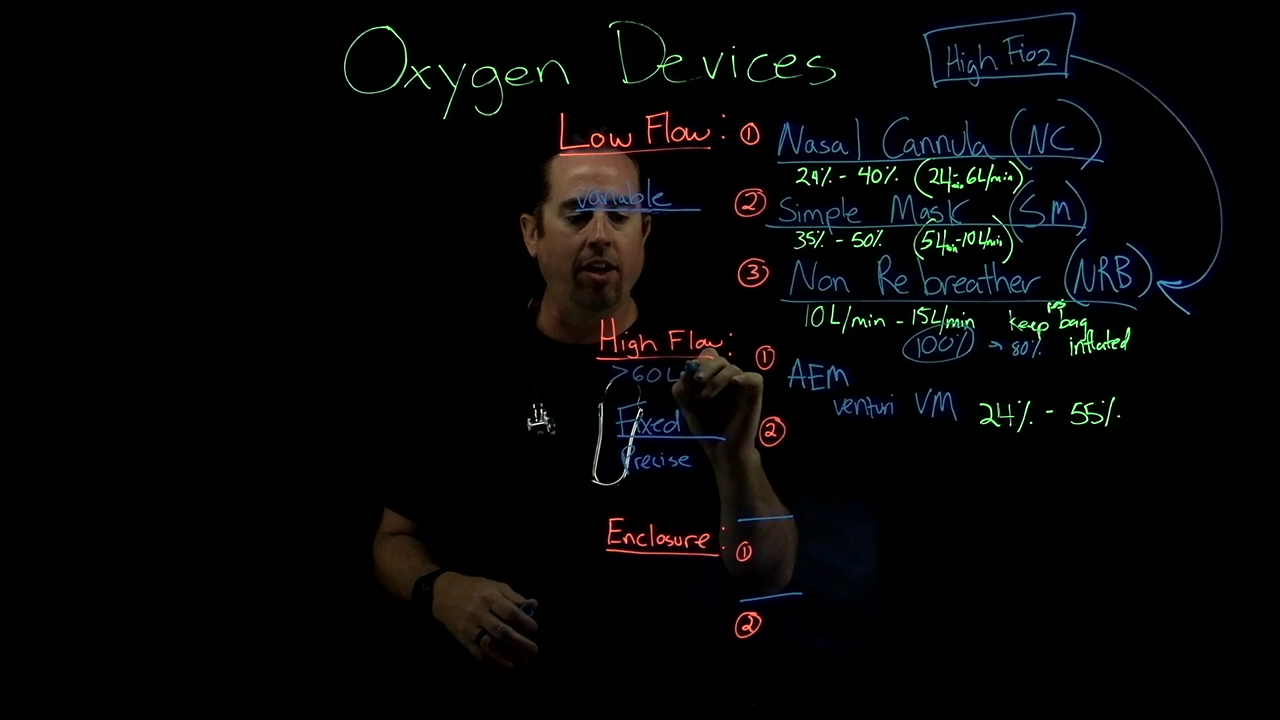 Oxygen Devices
High FiO2
Low Flow: ① Nasal Cannula (NC)
24% - 40% (2L/min - 6L/min)
variable
② Simple Mask (SM)
35% - 50% (5L/min - 10L/min)
③ Non Rebreather (NRB)
10L/min - 15L/min keep bag
100% → 80% inflated
High Flow: ① AEM
>60L
venturi VM 24% - 55%
Fixed ②
Precise
Enclosure: ①
②